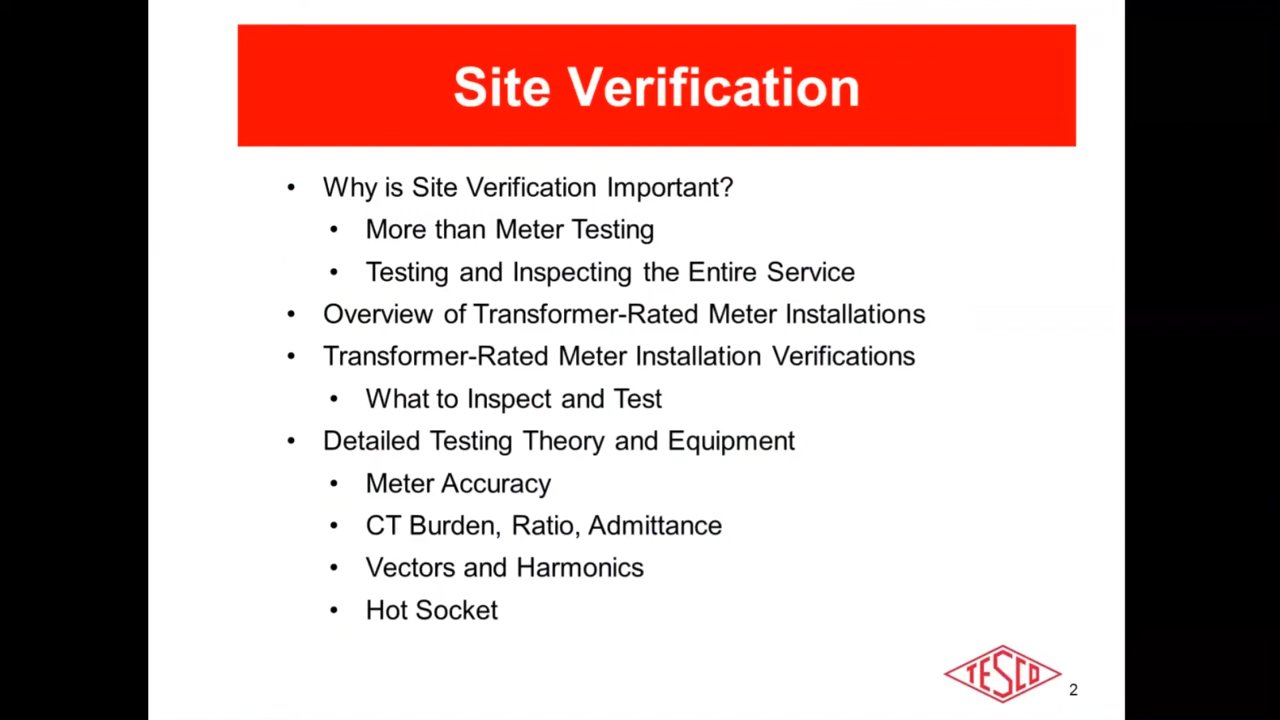 Site Verification
• Why is Site Verification Important?
• More than Meter Testing
• Testing and Inspecting the Entire Service
• Overview of Transformer-Rated Meter Installations
• Transformer-Rated Meter Installation Verifications
• What to Inspect and Test
• Detailed Testing Theory and Equipment
• Meter Accuracy
• CT Burden, Ratio, Admittance
• Vectors and Harmonics
• Hot Socket
TESCO
2